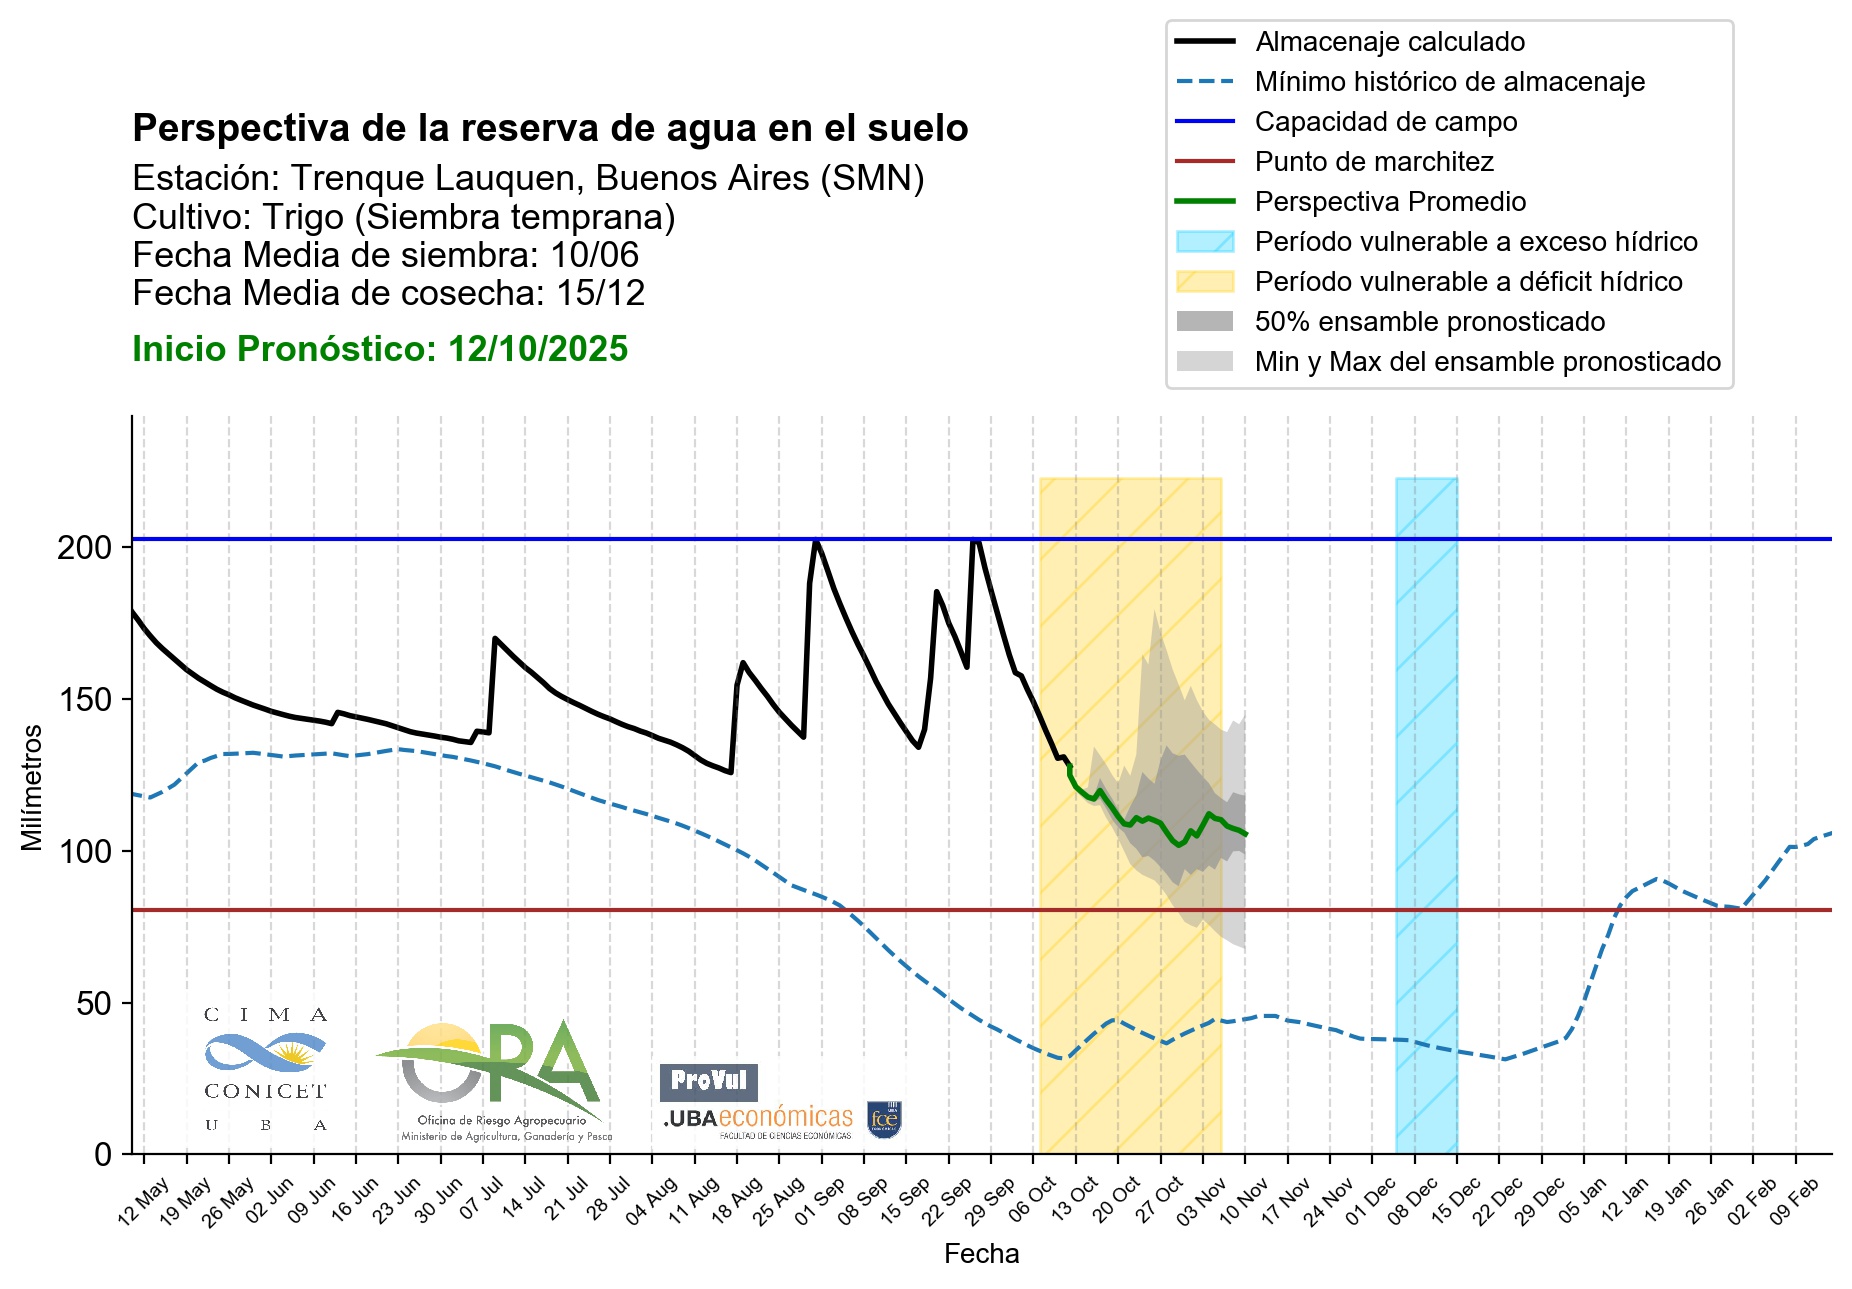 Almacenaje calculado
Mínimo histórico de almacenaje
Capacidad de campo
Punto de marchitez
Perspectiva Promedio
Período vulnerable a exceso hídrico
Período vulnerable a déficit hídrico
50% ensamble pronosticado
Min y Max del ensamble pronosticado
Perspectiva de la reserva de agua en el suelo
Estación: Trenque Lauquen, Buenos Aires (SMN)
Cultivo: Trigo (Siembra temprana)
Fecha Media de siembra: 10/06
Fecha Media de cosecha: 15/12
Inicio Pronóstico: 12/10/2025
Milímetros
200
150
100
50
0
CIMA
CONICET
UBA
ORA
Oficina de Riesgo Agropecuario
Ministerio de Agricultura, Ganadería y Pesca
ProVul
.UBAeconómicas
FACULTAD DE CIENCIAS ECONÓMICAS
UBA
fce
12 May
19 May
26 May
02 Jun
09 Jun
16 Jun
23 Jun
30 Jun
07 Jul
14 Jul
21 Jul
28 Jul
04 Aug
11 Aug
18 Aug
25 Aug
01 Sep
08 Sep
15 Sep
22 Sep
29 Sep
06 Oct
13 Oct
20 Oct
27 Oct
03 Nov
10 Nov
17 Nov
24 Nov
01 Dec
08 Dec
15 Dec
22 Dec
29 Dec
05 Jan
12 Jan
19 Jan
26 Jan
02 Feb
09 Feb
Fecha